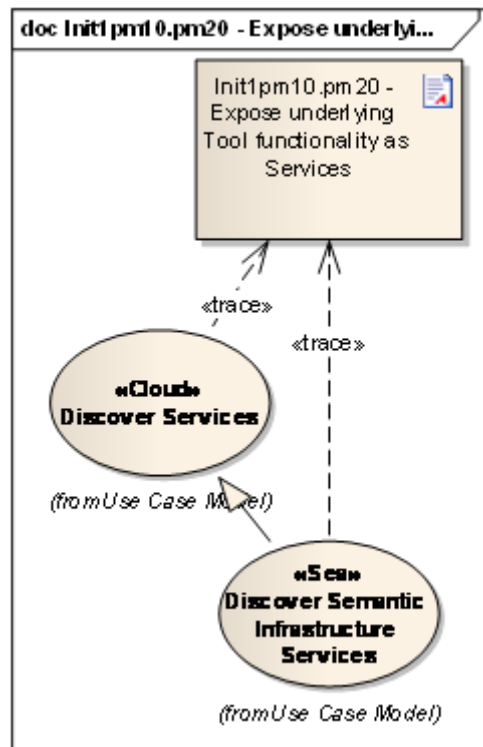 doc Init1pm10.pm20 - Expose underlyi...
Init1pm10.pm20 -
Expose underlying
Tool functionality as
Services
«trace»
«trace»
«Cloud»
Discover Services
(from Use Case Model)
«Sea»
Discover Semantic
Infrastructure
Services
(from Use Case Model)